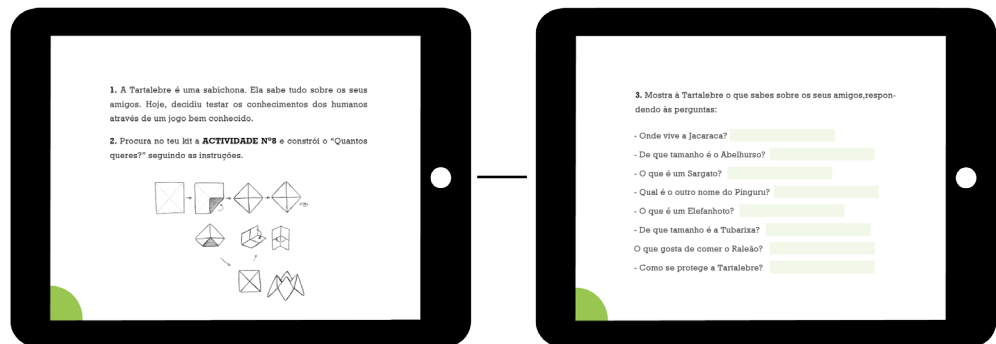 1. A Tartalebre é uma sabichona. Ela sabe tudo sobre os seus
amigos. Hoje, decidiu testar os conhecimentos dos humanos
através de um jogo bem conhecido.
2. Procura no teu kit a ACTIVIDADE Nº8 e constrói o “Quantos
queres?” seguindo as instruções.
3. Mostra à Tartalebre o que sabes sobre os seus amigos,respon-
dendo às perguntas:
- Onde vive a Jacaraca?
- De que tamanho é o Abelhurso?
- O que é um Sargato?
- Qual é o outro nome do Pinguru?
- O que é um Elefanhoto?
- De que tamanho é a Tubarixa?
O que gosta de comer o Raleão?
- Como se protege a Tartalebre?